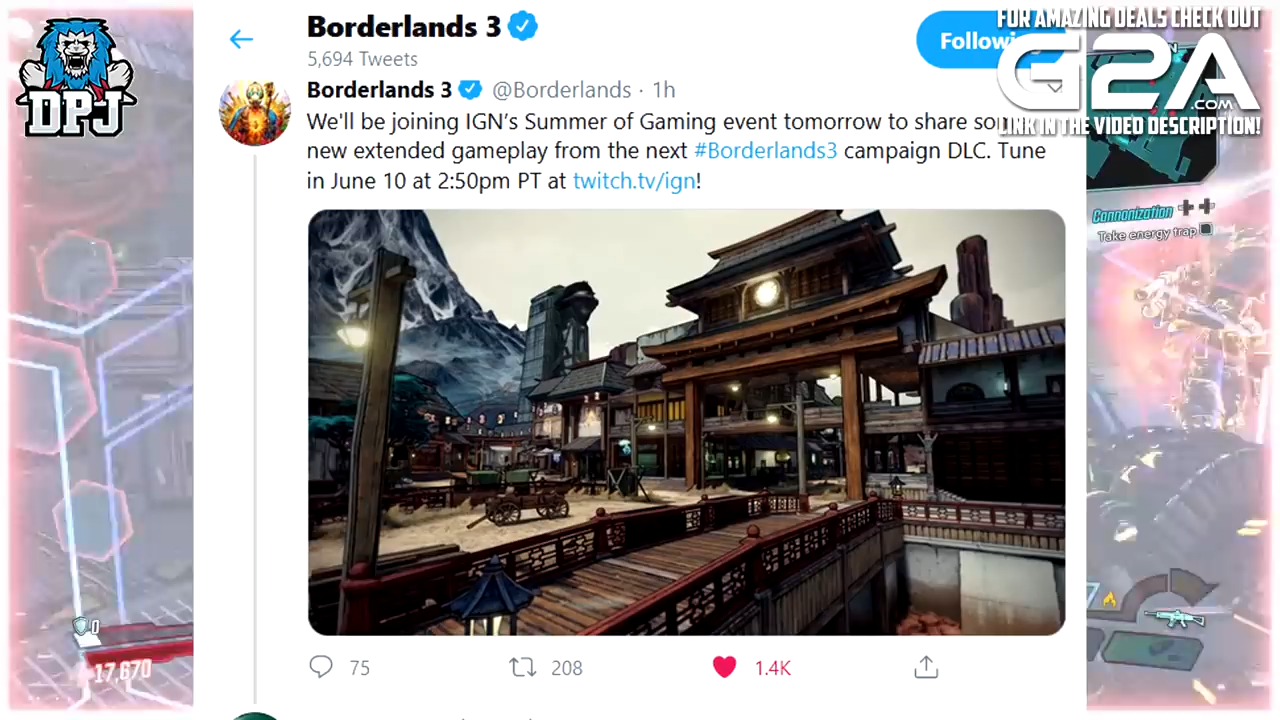 Borderlands 3
5,694 Tweets
FOR AMAZING DEALS CHECK OUT
G2A
.COM
LINK IN THE VIDEO DESCRIPTION!
DPJ
Borderlands 3 @Borderlands · 1h
We'll be joining IGN's Summer of Gaming event tomorrow to share
new extended gameplay from the next #Borderlands3 campaign DLC. Tune
in June 10 at 2:50pm PT at twitch.tv/ign!
Cannonization
Take energy trap
75
208
1.4K
0
17,670